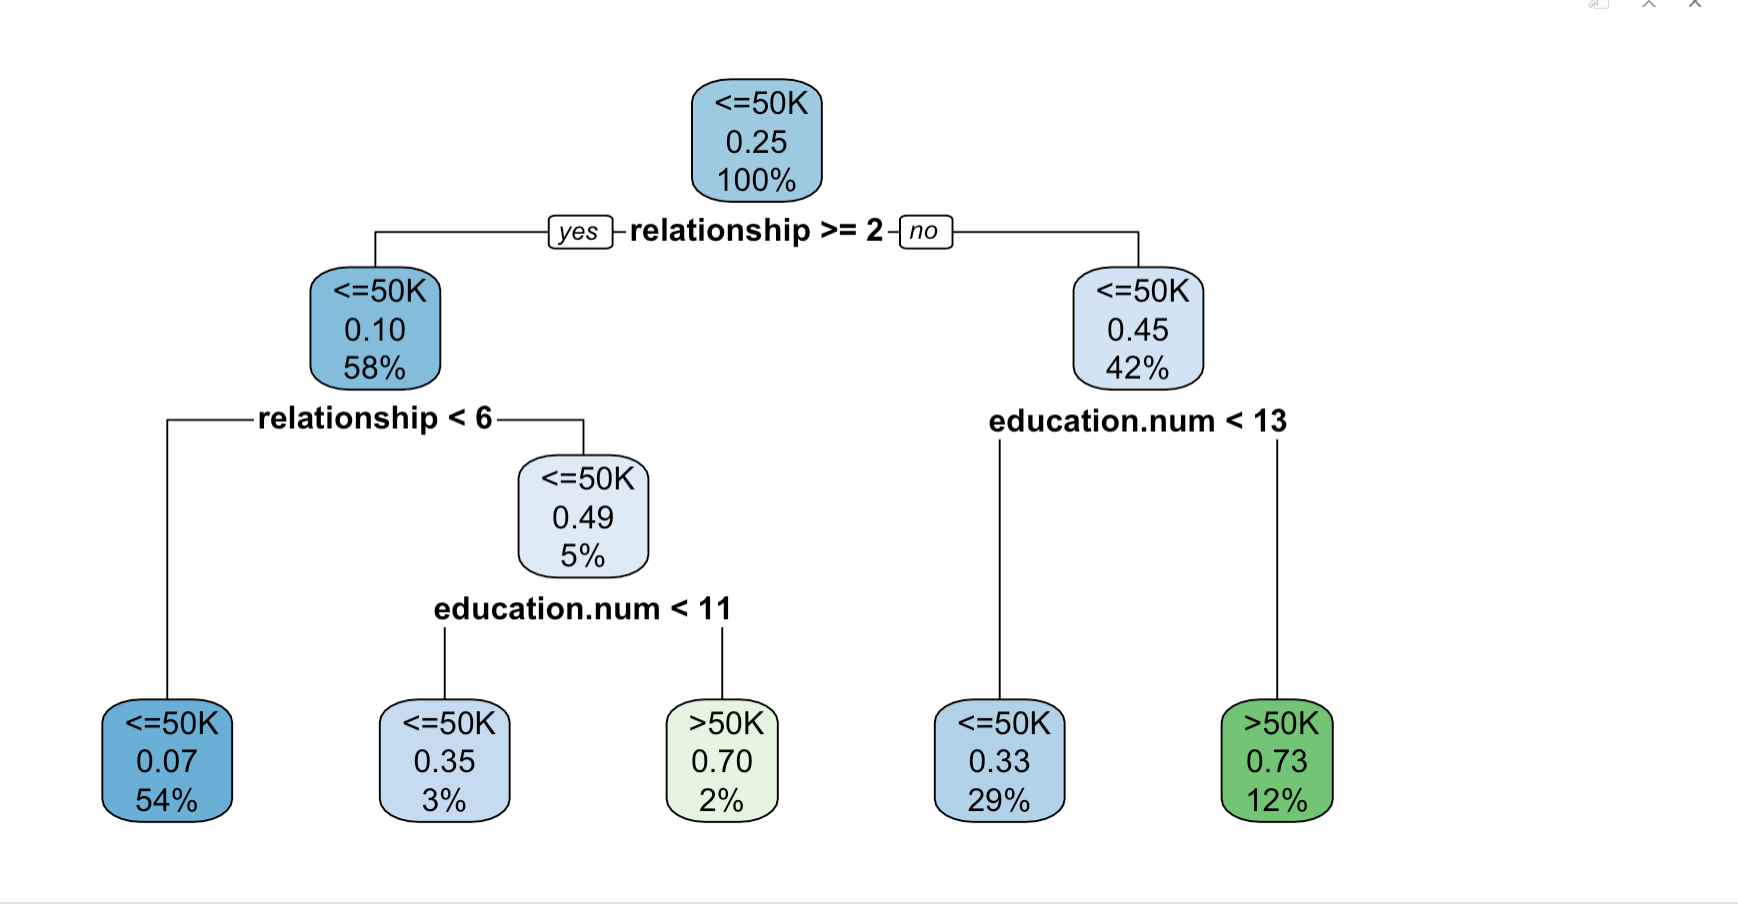 <=50K
0.25
100%
yes relationship >= 2 no
<=50K
0.10
58%
<=50K
0.45
42%
relationship < 6
education.num < 13
<=50K
0.49
5%
education.num < 11
<=50K
0.07
54%
<=50K
0.35
3%
>50K
0.70
2%
<=50K
0.33
29%
>50K
0.73
12%